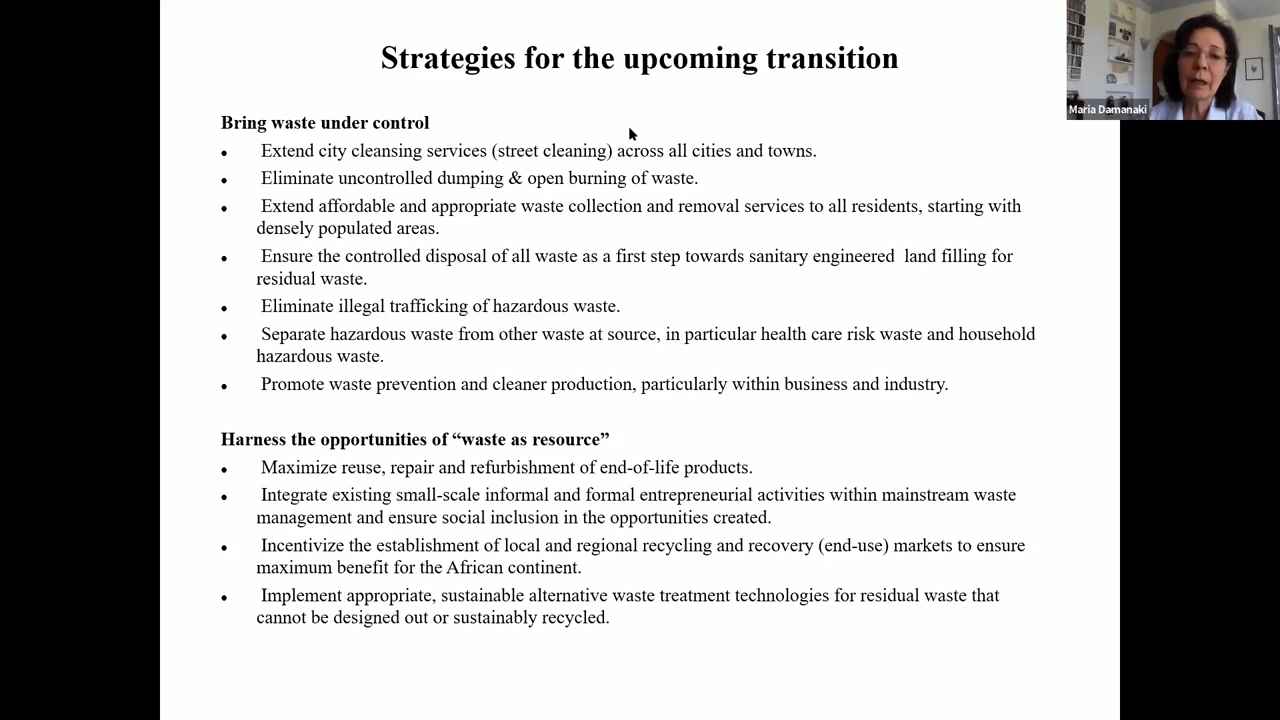 Strategies for the upcoming transition
Maria Damanaki
Bring waste under control
• Extend city cleansing services (street cleaning) across all cities and towns.
• Eliminate uncontrolled dumping & open burning of waste.
• Extend affordable and appropriate waste collection and removal services to all residents, starting with
densely populated areas.
• Ensure the controlled disposal of all waste as a first step towards sanitary engineered  land filling for
residual waste.
• Eliminate illegal trafficking of hazardous waste.
• Separate hazardous waste from other waste at source, in particular health care risk waste and household
hazardous waste.
• Promote waste prevention and cleaner production, particularly within business and industry.
Harness the opportunities of “waste as resource”
• Maximize reuse, repair and refurbishment of end-of-life products.
• Integrate existing small-scale informal and formal entrepreneurial activities within mainstream waste
management and ensure social inclusion in the opportunities created.
• Incentivize the establishment of local and regional recycling and recovery (end-use) markets to ensure
maximum benefit for the African continent.
• Implement appropriate, sustainable alternative waste treatment technologies for residual waste that
cannot be designed out or sustainably recycled.